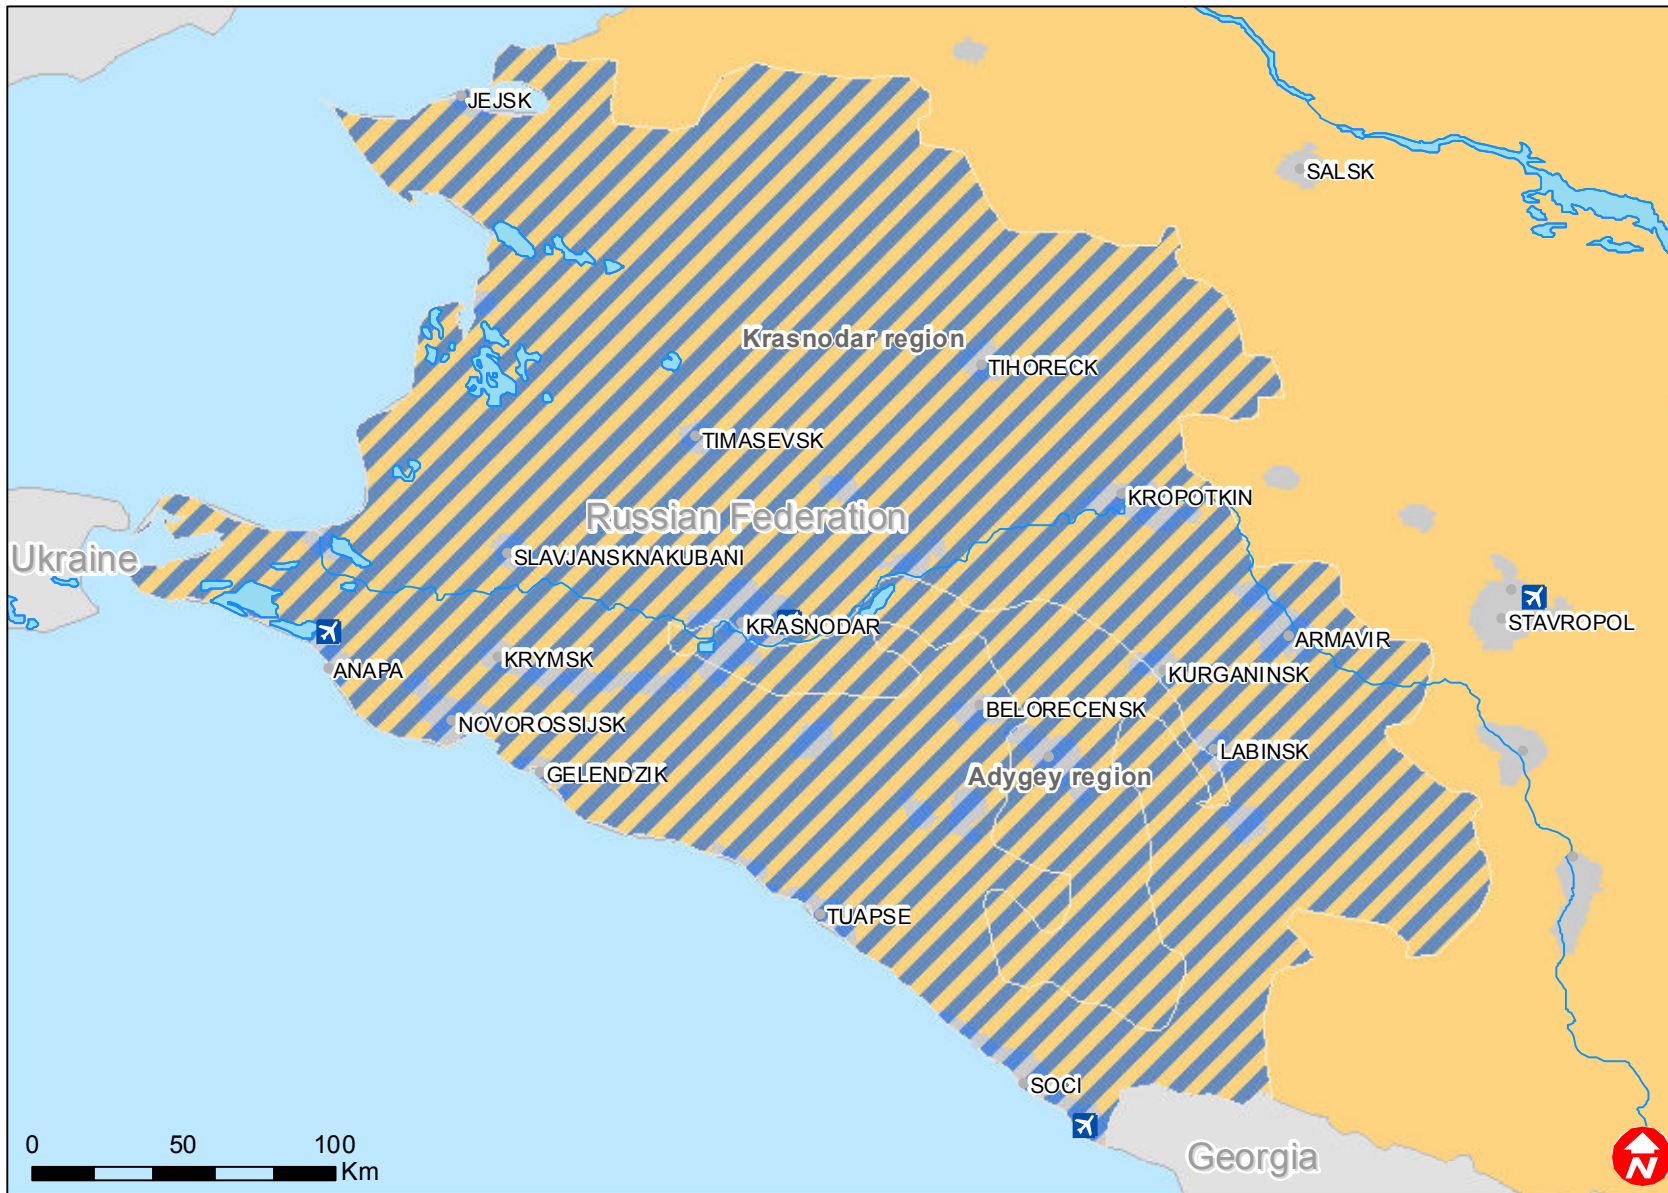 JEJSK
SALSK
Krasnodar region
TIHORECK
TIMASEVSK
KROPOTKIN
Russian Federation
Ukraine
SLAVJANSKNAKUBANI
KRASNODAR
STAVROPOL
ARMAVIR
KRYMSK
ANAPA
KURGANINSK
BELORECENSK
NOVOROSSIJSK
LABINSK
GELENDZIK
Adygey region
TUAPSE
SOCI
Georgia
0 50 100
Km
N